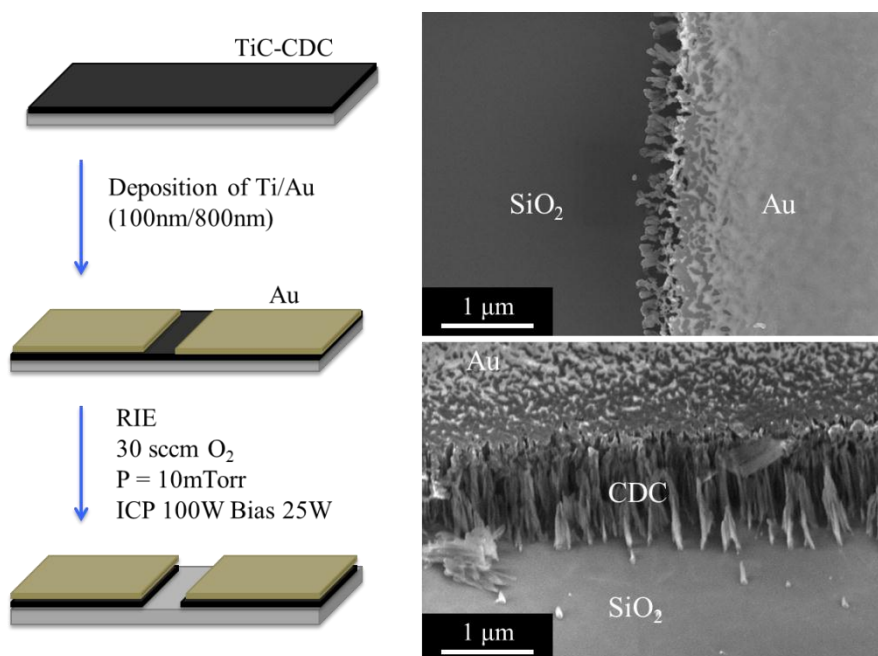 TiC-CDC
Deposition of Ti/Au
(100nm/800nm)
Au
RIE
30 sccm O₂
P = 10mTorr
ICP 100W Bias 25W
SiO₂
Au
1 μm
Au
CDC
SiO₂
1 μm